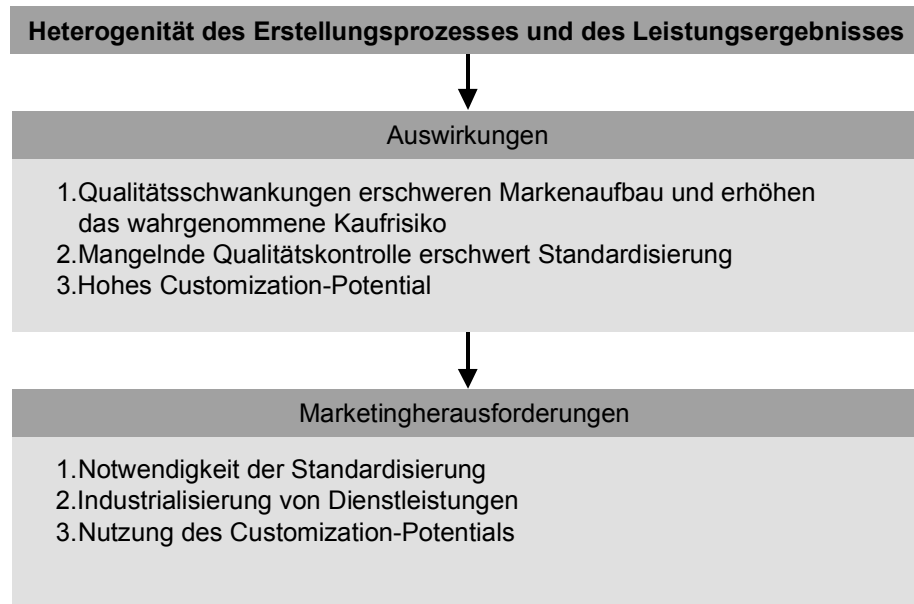 Heterogenität des Erstellungsprozesses und des Leistungsergebnisses
Auswirkungen
1.Qualitätsschwankungen erschweren Markenaufbau und erhöhen
das wahrgenommene Kaufrisiko
2.Mangelnde Qualitätskontrolle erschwert Standardisierung
3.Hohes Customization-Potential
Marketingherausforderungen
1.Notwendigkeit der Standardisierung
2.Industrialisierung von Dienstleistungen
3.Nutzung des Customization-Potentials